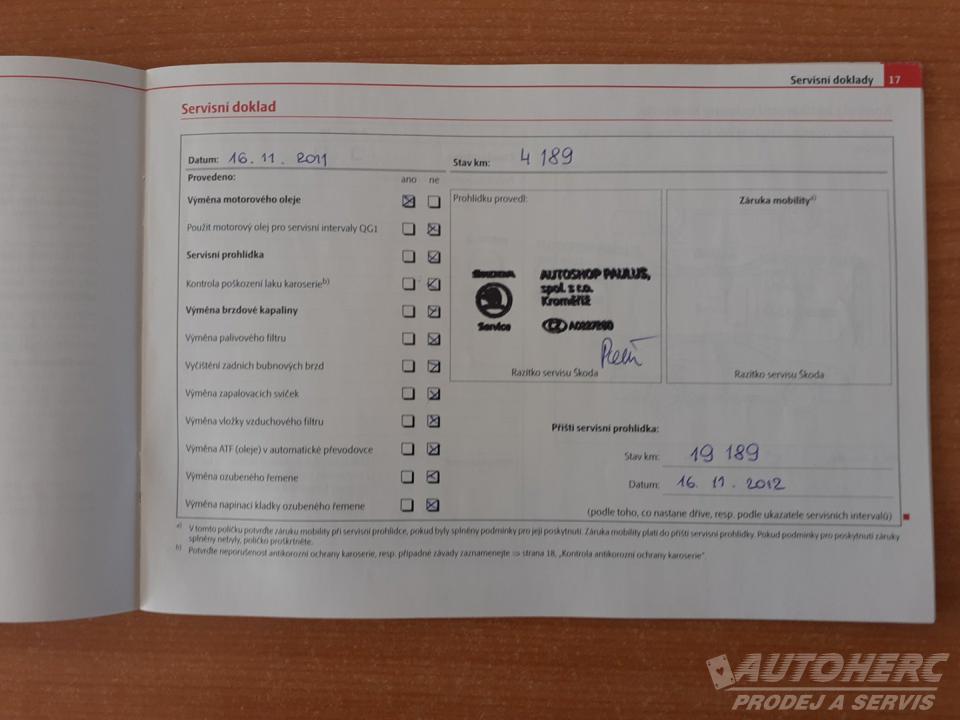 Servisní doklady 17
Servisní doklad
Datum: 16. 11. 2011 Stav km: 4 189
Provedeno: ano ne
Výměna motorového oleje
Použit motorový olej pro servisní intervaly QG1
Servisní prohlídka
Kontrola poškození laku karoserie b)
Výměna brzdové kapaliny
Výměna palivového filtru
Vyčištění zadních bubnových brzd
Výměna zapalovacích svíček
Výměna vložky vzduchového filtru
Výměna ATF (oleje) v automatické převodovce
Výměna ozubeného řemene
Výměna napínací kladky ozubeného řemene
Prohlídku provedl:
ŠKODA
Service
AUTOSHOP PAULUS,
spol. s r.o.
Kroměříž
CZ A0227280
Razítko servisu Škoda
Záruka mobility a)
Razítko servisu Škoda
Příští servisní prohlídka:
Stav km: 19 189
Datum: 16. 11. 2012
(podle toho, co nastane dříve, resp. podle ukazatele servisních intervalů)
a) V tomto políčku potvrďte záruku mobility při servisní prohlídce, pokud byly splněny podmínky pro její poskytnutí. Záruka mobility platí do příští servisní prohlídky. Pokud podmínky pro poskytnutí záruky
splněny nebyly, políčko proškrtněte.
b) Potvrďte neporušenost antikorozní ochrany karoserie, resp. případné závady zaznamenejte ⇒ strana 18, „Kontrola antikorozní ochrany karoserie“.
AUTOHERC
PRODEJ A SERVIS